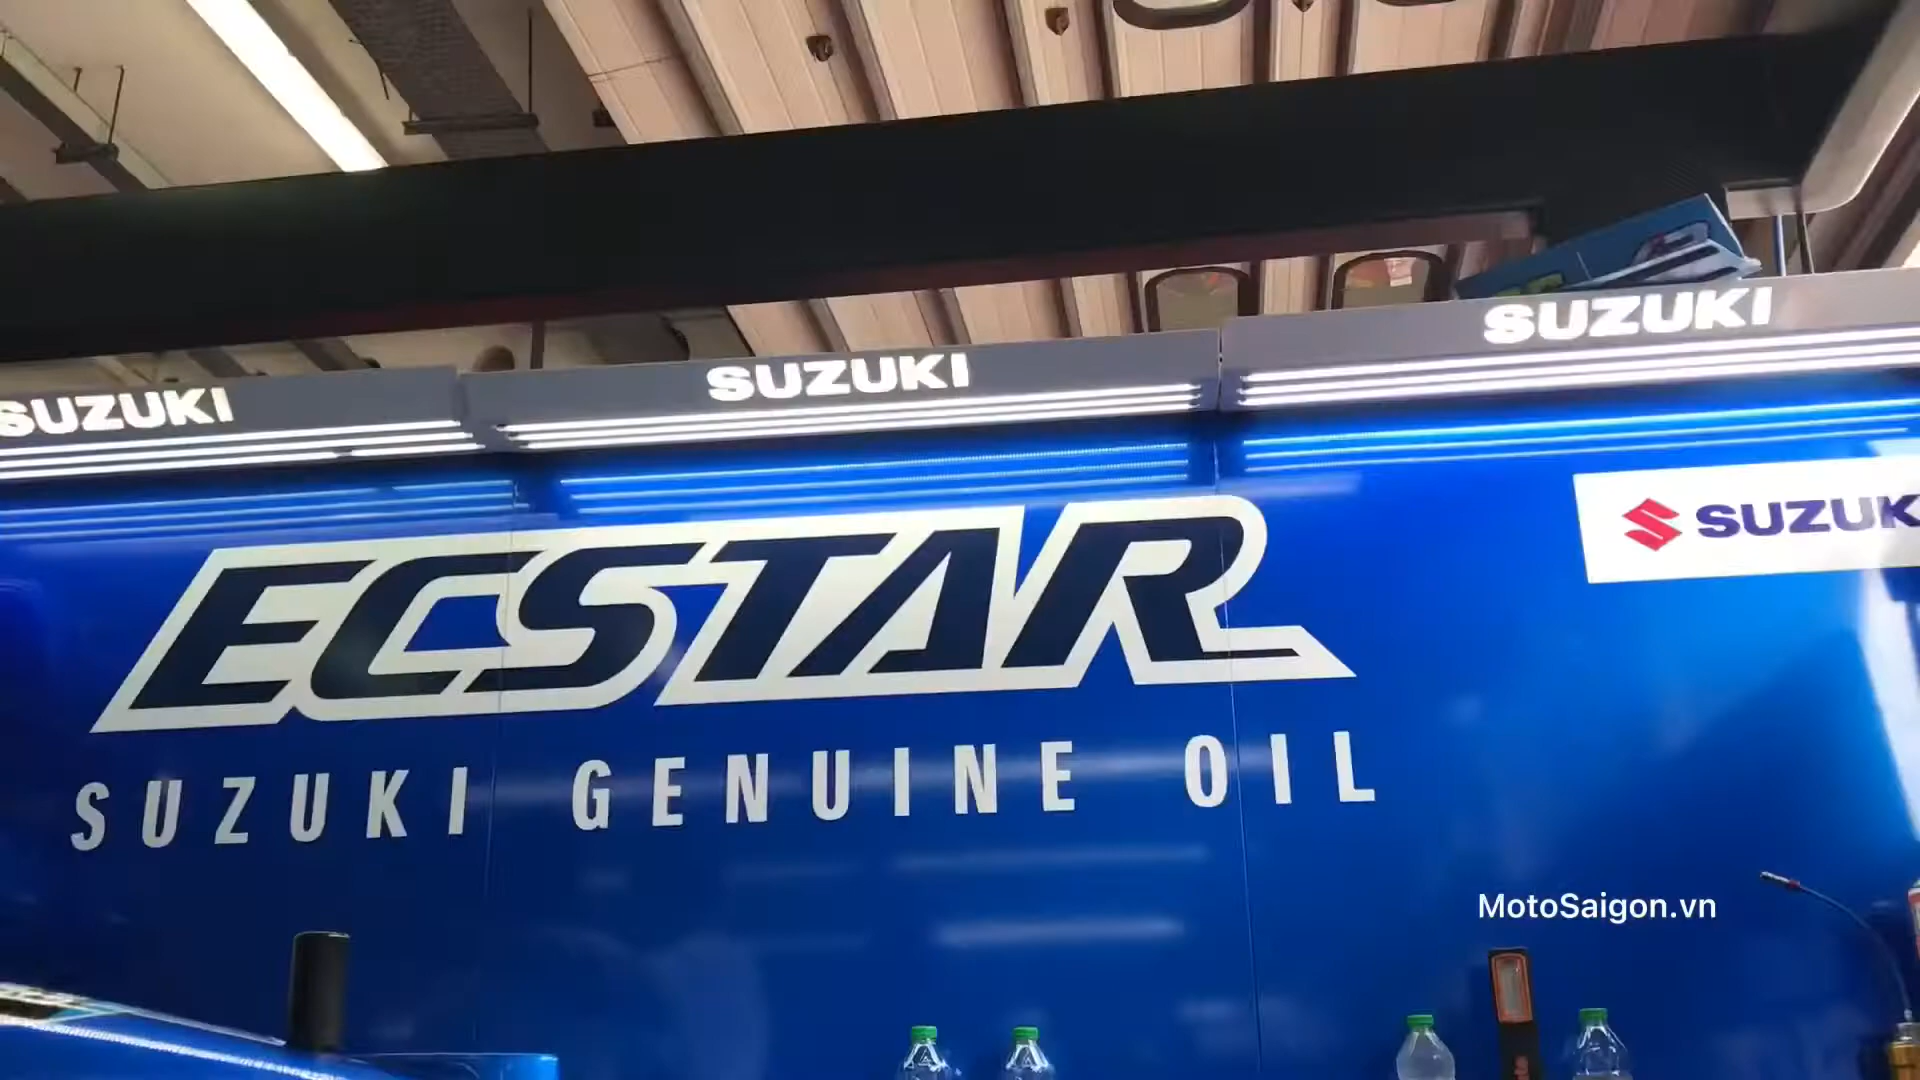 SUZUKI
SUZUKI
SUZUKI
SUZUK
ECSTAR
SUZUKI GENUINE OIL
MotoSaigon.vn